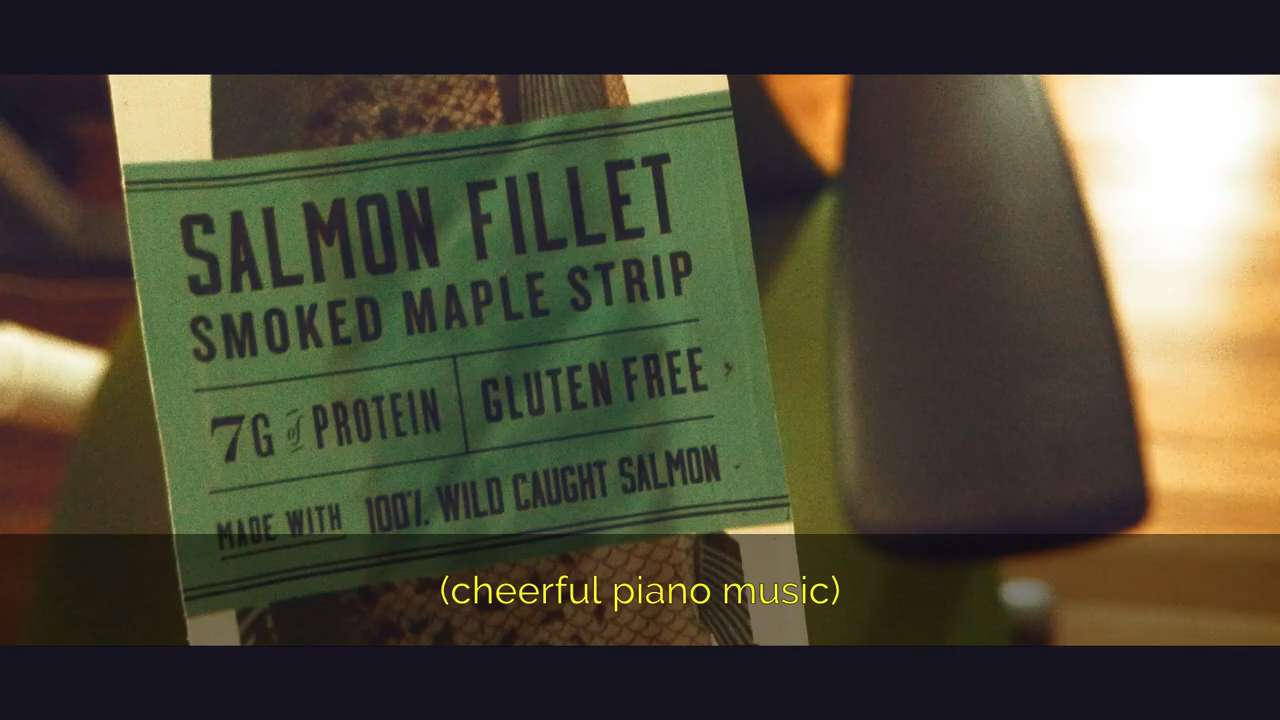 SALMON FILLET
SMOKED MAPLE STRIP
7G of PROTEIN
GLUTEN FREE
MADE WITH 100% WILD CAUGHT SALMON
(cheerful piano music)